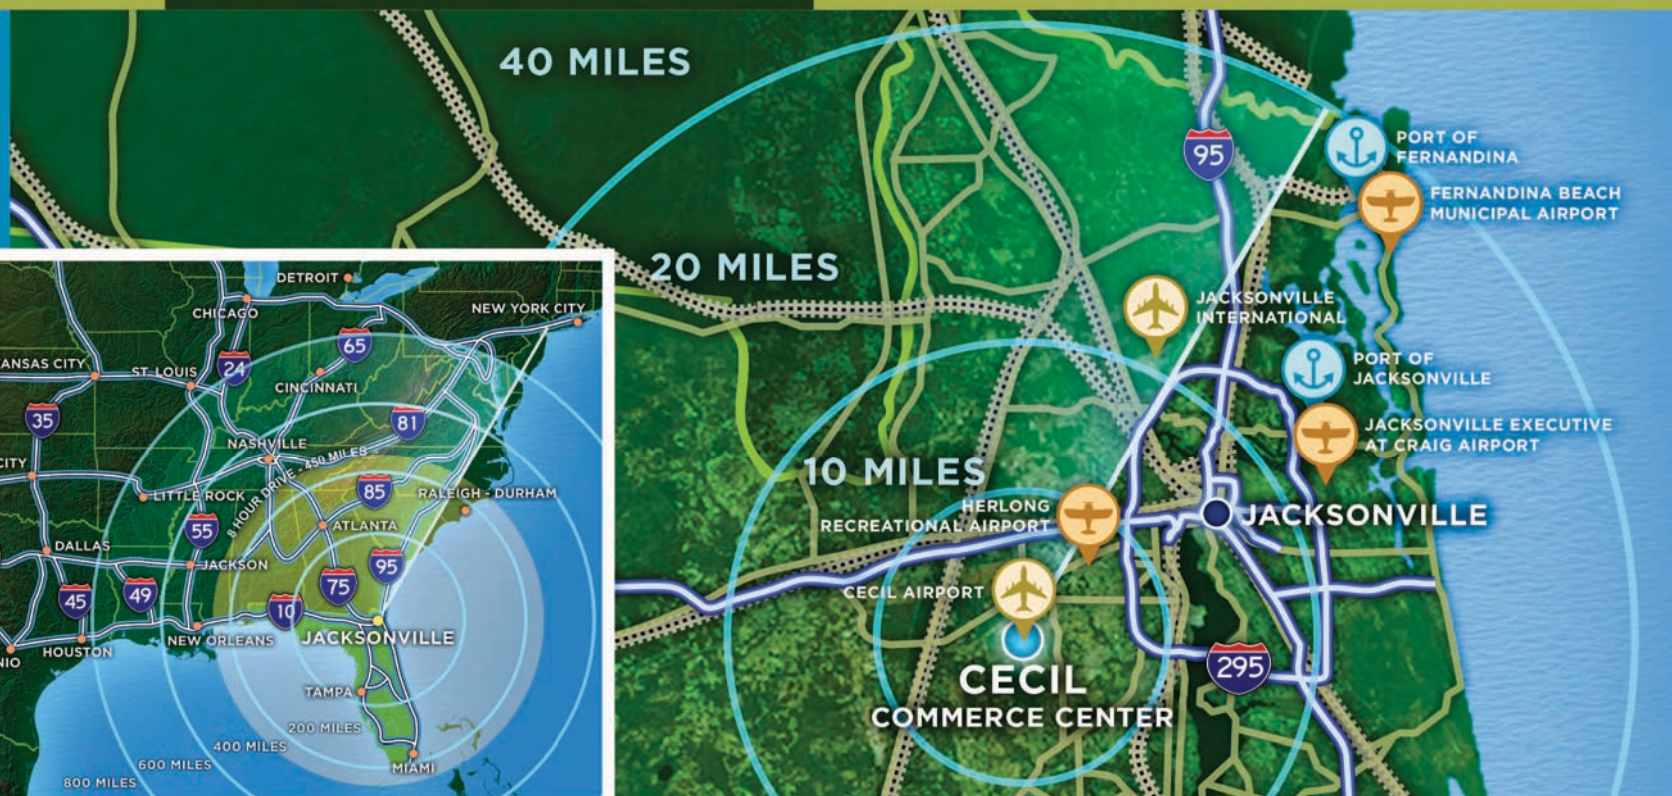 40 MILES
95
PORT OF
FERNANDINA
FERNANDINA BEACH
MUNICIPAL AIRPORT
20 MILES
JACKSONVILLE
INTERNATIONAL
PORT OF
JACKSONVILLE
JACKSONVILLE EXECUTIVE
AT CRAIG AIRPORT
10 MILES
HERLONG
RECREATIONAL AIRPORT
JACKSONVILLE
CECIL AIRPORT
CECIL
COMMERCE CENTER
295
DETROIT
NEW YORK CITY
CHICAGO
65
ANSAS CITY
ST. LOUIS
24
CINCINNATI
35
81
NASHVILLE
8 HOUR DRIVE - 450 MILES
CITY
LITTLE ROCK
85
RALEIGH - DURHAM
55
ATLANTA
DALLAS
JACKSON
95
75
45
49
10
NEW ORLEANS
JACKSONVILLE
HOUSTON
NIO
TAMPA
200 MILES
400 MILES
600 MILES
MIAMI
800 MILES